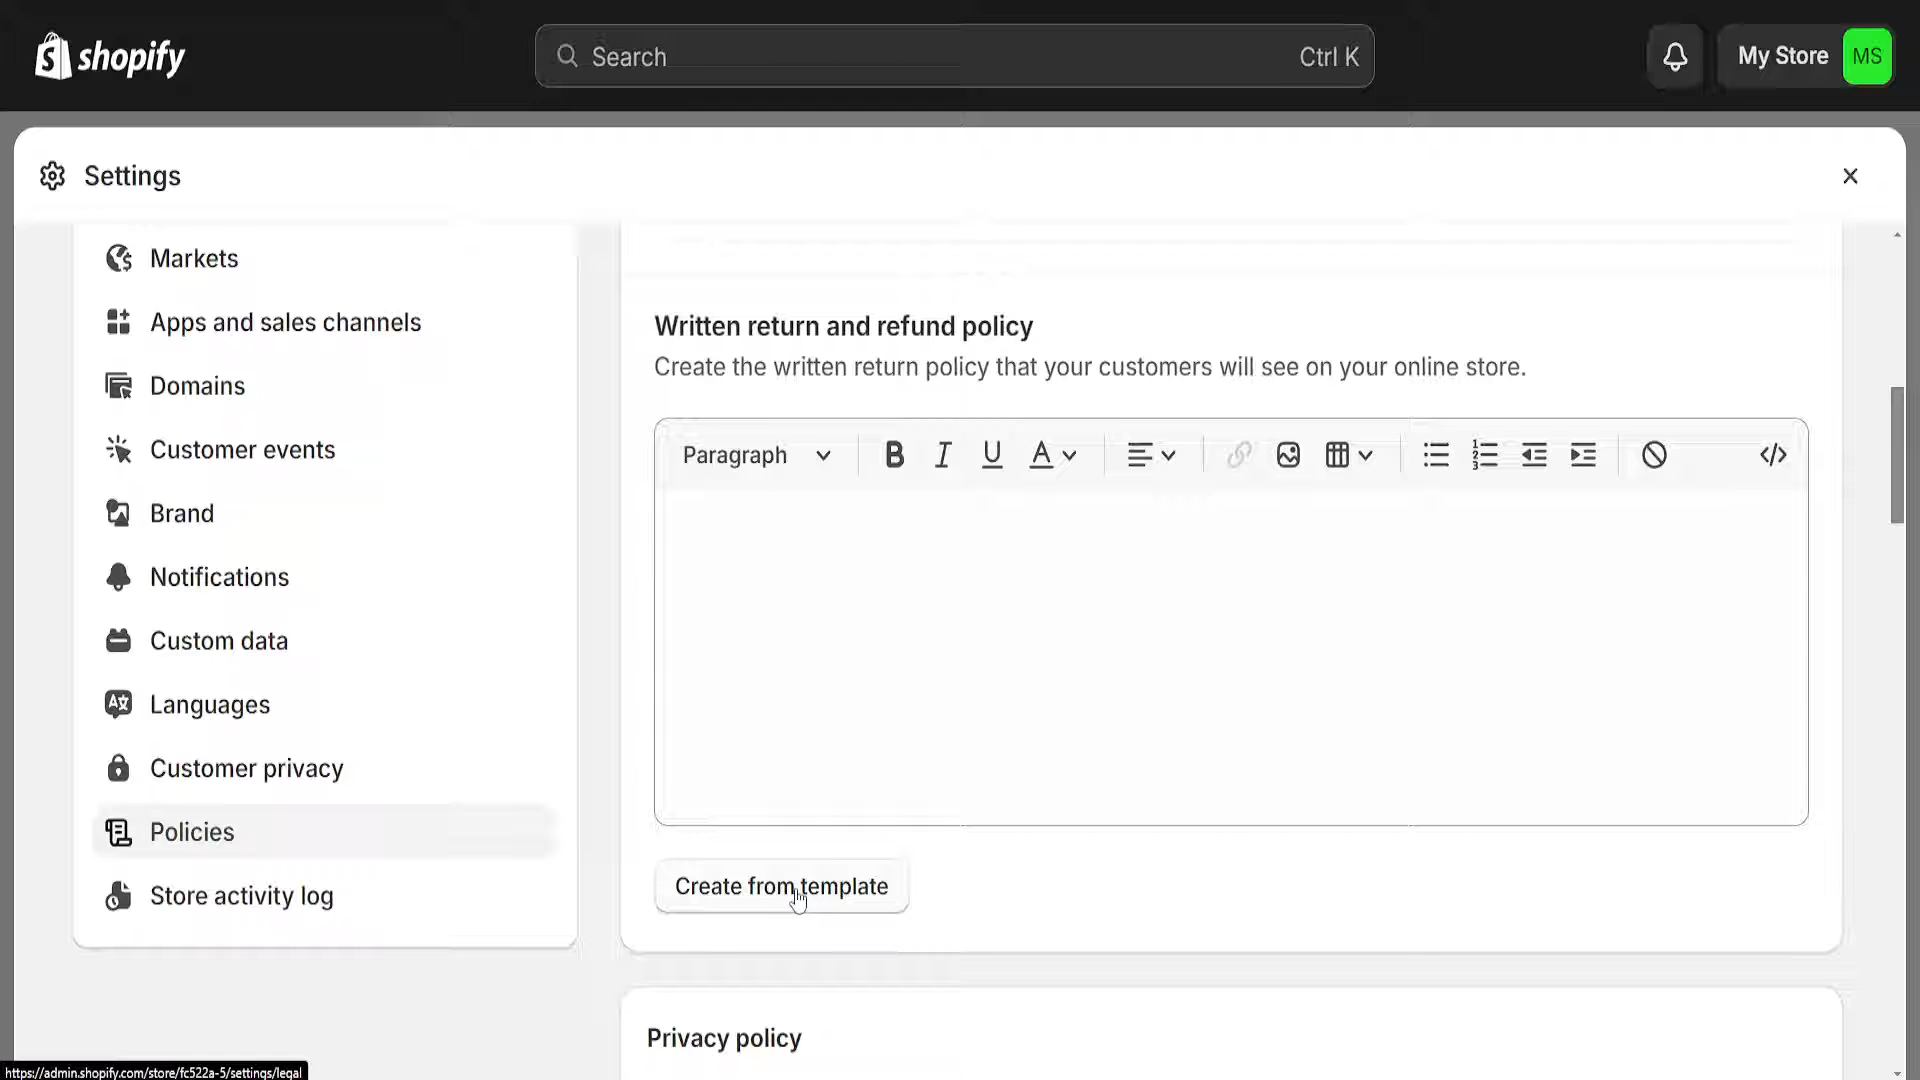 shopify
Search
Ctrl K
My Store
MS
Settings
Markets
Apps and sales channels
Domains
Customer events
Brand
Notifications
Custom data
Languages
Customer privacy
Policies
Store activity log
Written return and refund policy
Create the written return policy that your customers will see on your online store.
Paragraph
Create from template
Privacy policy
https://admin.shopify.com/store/fc522a-5/settings/legal